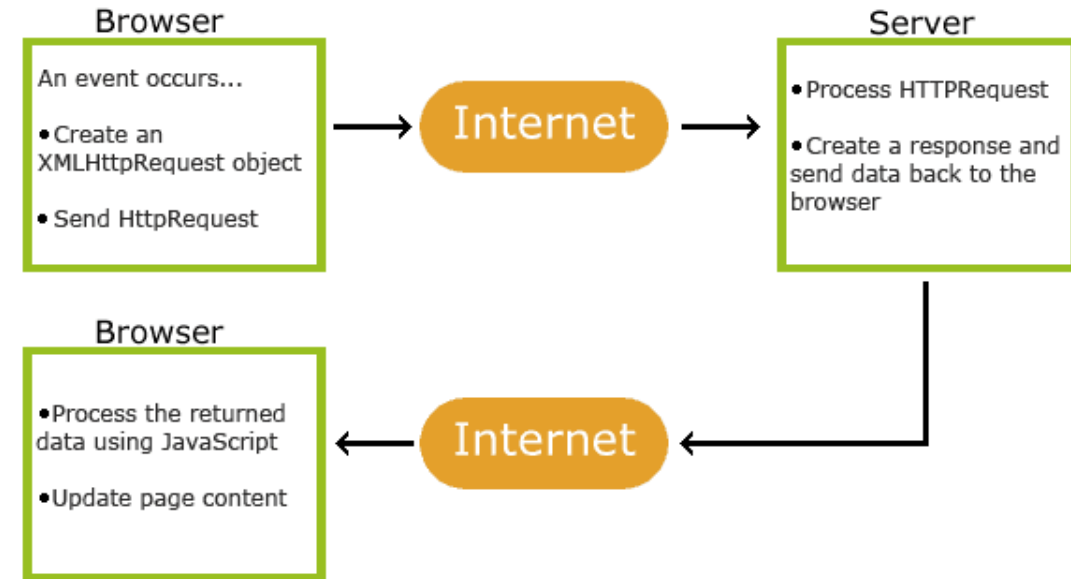 Browser
An event occurs...
●Create an
XMLHttpRequest object
● Send HttpRequest
Internet
Server
●Process HTTPRequest
●Create a response and
send data back to the
browser
Browser
●Process the returned
data using JavaScript
●Update page content
Internet